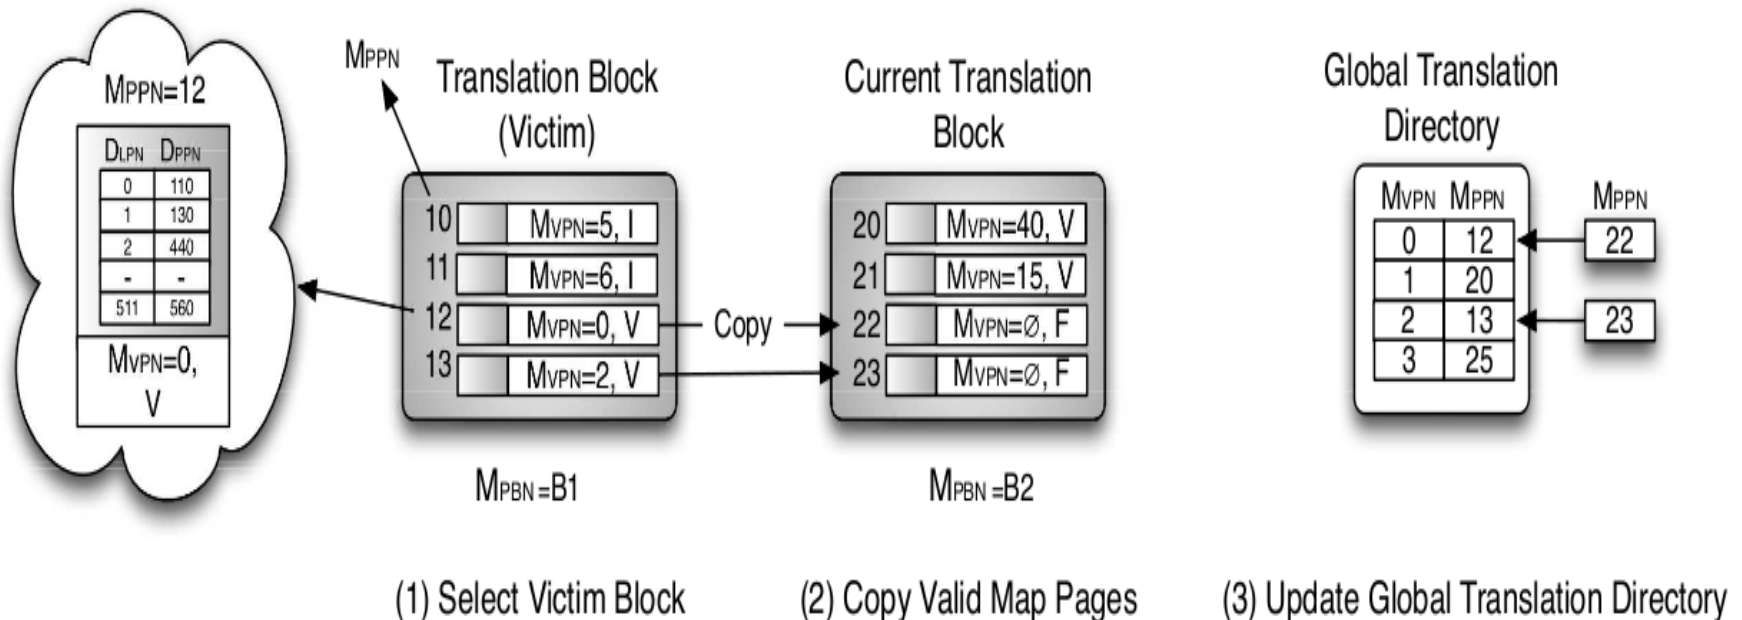 MPPN=12
DLPN DPPN
0 110
1 130
2 440
- -
511 560
MVPN=0,
V
MPPN
Translation Block
(Victim)
10 MVPN=5, I
11 MVPN=6, I
12 MVPN=0, V
13 MVPN=2, V
MPBN =B1
Copy
Current Translation
Block
20 MVPN=40, V
21 MVPN=15, V
22 MVPN=∅, F
23 MVPN=∅, F
MPBN =B2
Global Translation
Directory
MVPN MPPN
0 12
1 20
2 13
3 25
MPPN
22
23
(1) Select Victim Block
(2) Copy Valid Map Pages
(3) Update Global Translation Directory